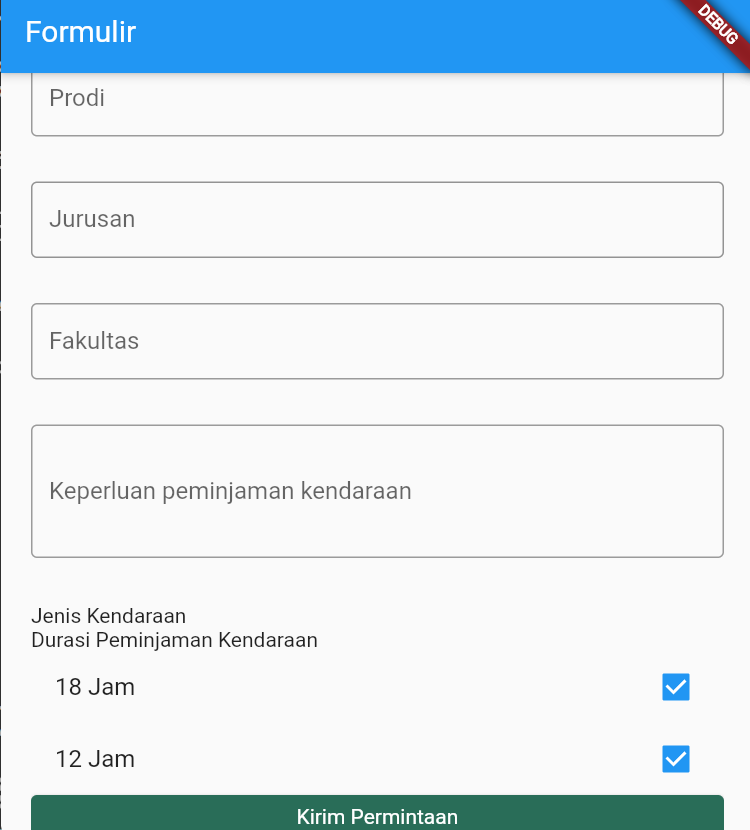 Formulir
DEBUG
Prodi
Jurusan
Fakultas
Keperluan peminjaman kendaraan
Jenis Kendaraan
Durasi Peminjaman Kendaraan
18 Jam
12 Jam
Kirim Permintaan